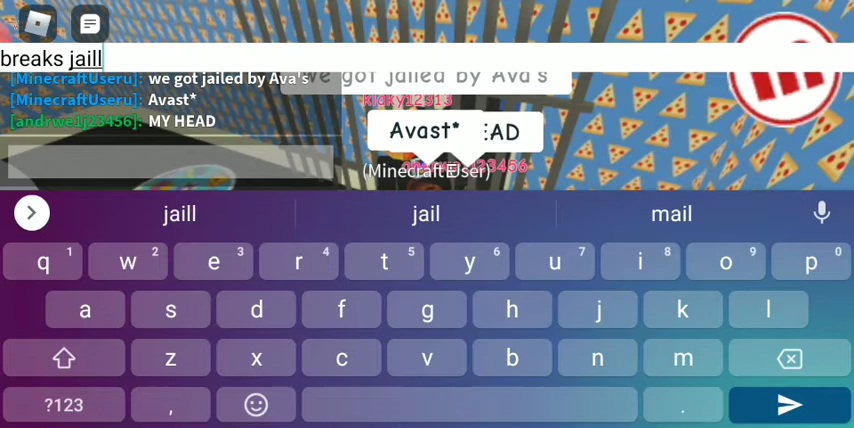 breaks jaill
[MinecraftUseru]: we got jailed by Ava's
[MinecraftUseru]: Avast*
[andrwe1j23456]: MY HEAD
we got jailed by Ava's
kicky12313
Avast*
EAD
23456
(MinecraftUser)
jaill jail mail
q 1 w 2 e 3 r 4 t 5 y 6 u 7 i 8 o 9 p 0
a s d f g h j k l
z x c v b n m
?123 , .